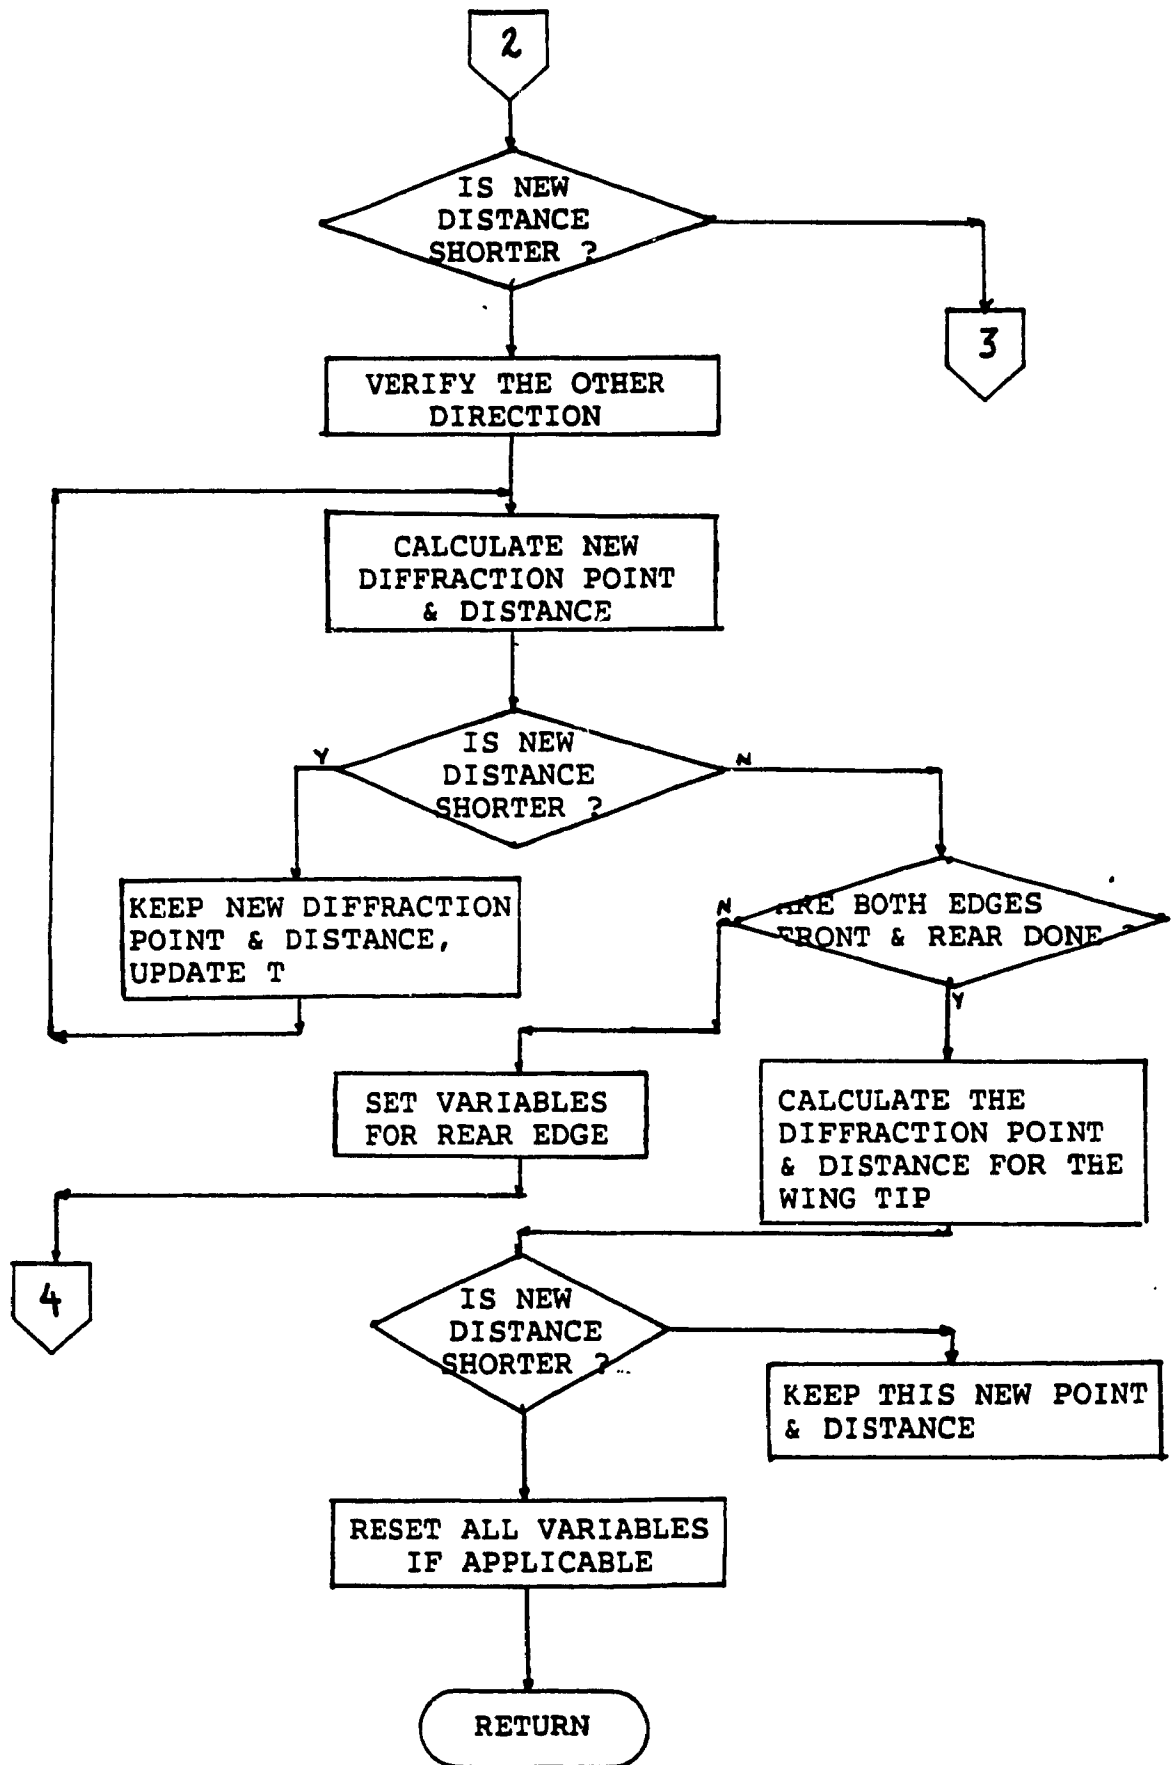 2
IS NEW
DISTANCE
SHORTER ?
3
VERIFY THE OTHER
DIRECTION
CALCULATE NEW
DIFFRACTION POINT
& DISTANCE
IS NEW
DISTANCE
SHORTER ?
Y
N
KEEP NEW DIFFRACTION
POINT & DISTANCE,
UPDATE T
ARE BOTH EDGES
FRONT & REAR DONE ?
N
Y
SET VARIABLES
FOR REAR EDGE
CALCULATE THE
DIFFRACTION POINT
& DISTANCE FOR THE
WING TIP
4
IS NEW
DISTANCE
SHORTER ?
KEEP THIS NEW POINT
& DISTANCE
RESET ALL VARIABLES
IF APPLICABLE
RETURN